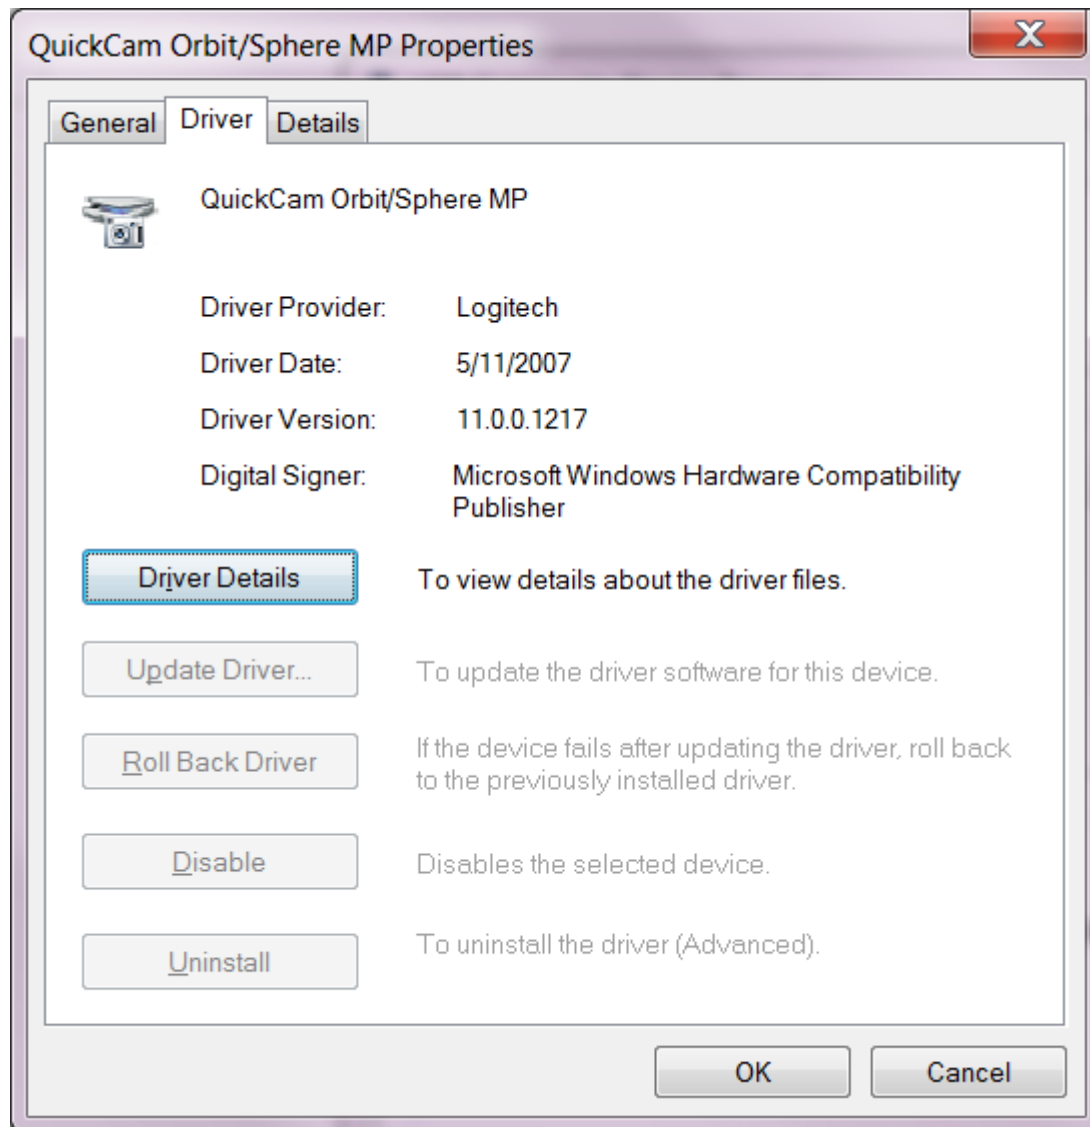 QuickCam Orbit/Sphere MP Properties
General Driver Details
QuickCam Orbit/Sphere MP
Driver Provider: Logitech
Driver Date: 5/11/2007
Driver Version: 11.0.0.1217
Digital Signer: Microsoft Windows Hardware Compatibility
Publisher
Driver Details To view details about the driver files.
Update Driver... To update the driver software for this device.
Roll Back Driver If the device fails after updating the driver, roll back
to the previously installed driver.
Disable Disables the selected device.
Uninstall To uninstall the driver (Advanced).
OK Cancel